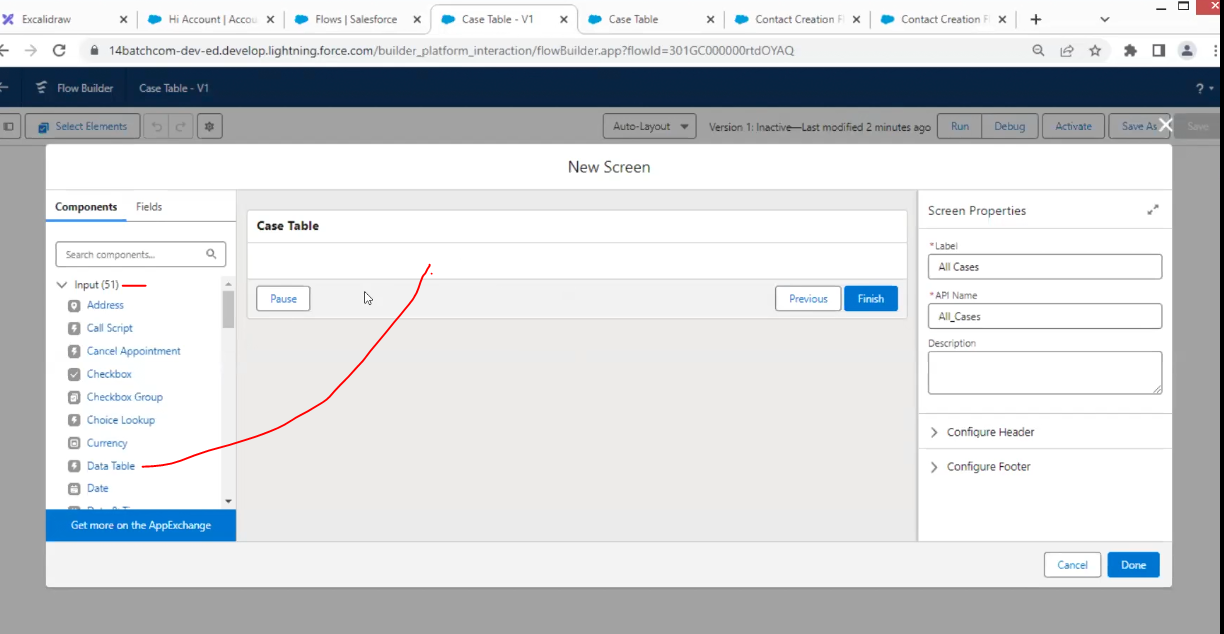 Excalidraw
Hi Account | Accou
Flows | Salesforce
Case Table - V1
Case Table
Contact Creation F
Contact Creation F
14batchcom-dev-ed.develop.lightning.force.com/builder_platform_interaction/flowBuilder.app?flowId=301GC000000rtdOYAQ
Flow Builder
Case Table - V1
?
Select Elements
Auto-Layout
Version 1: Inactive—Last modified 2 minutes ago
Run
Debug
Activate
Save As
Save
New Screen
Components
Fields
Search components...
Input (51)
Address
Call Script
Cancel Appointment
Checkbox
Checkbox Group
Choice Lookup
Currency
Data Table
Date
Get more on the AppExchange
Case Table
Pause
Previous
Finish
Screen Properties
*Label
All Cases
*API Name
All_Cases
Description
Configure Header
Configure Footer
Cancel
Done